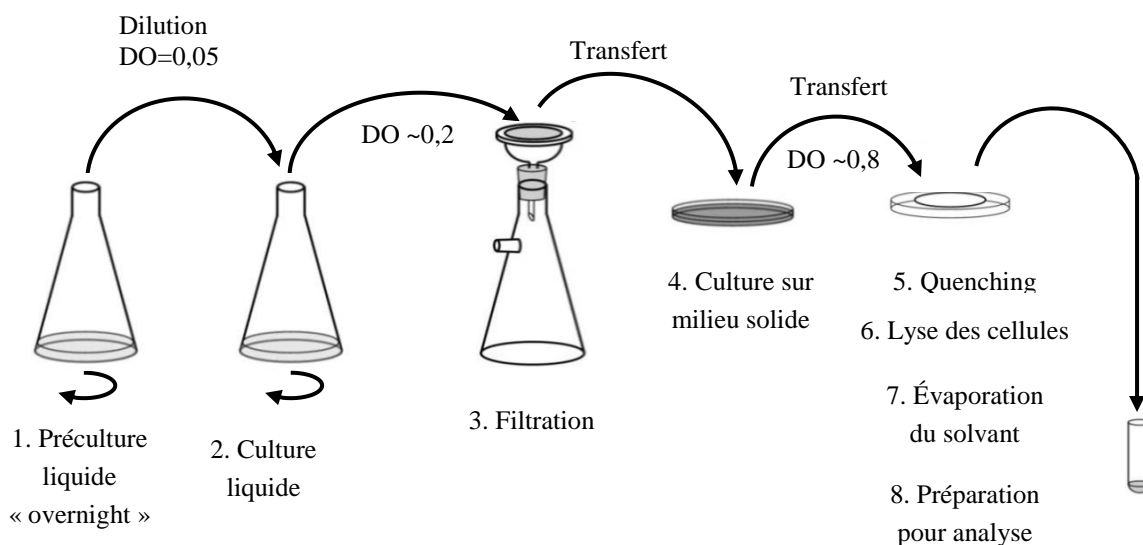 Dilution
DO=0,05
DO ~0,2
Transfert
Transfert
DO ~0,8
1. Préculture
liquide
« overnight »
2. Culture
liquide
3. Filtration
4. Culture sur
milieu solide
5. Quenching
6. Lyse des cellules
7. Évaporation
du solvant
8. Préparation
pour analyse